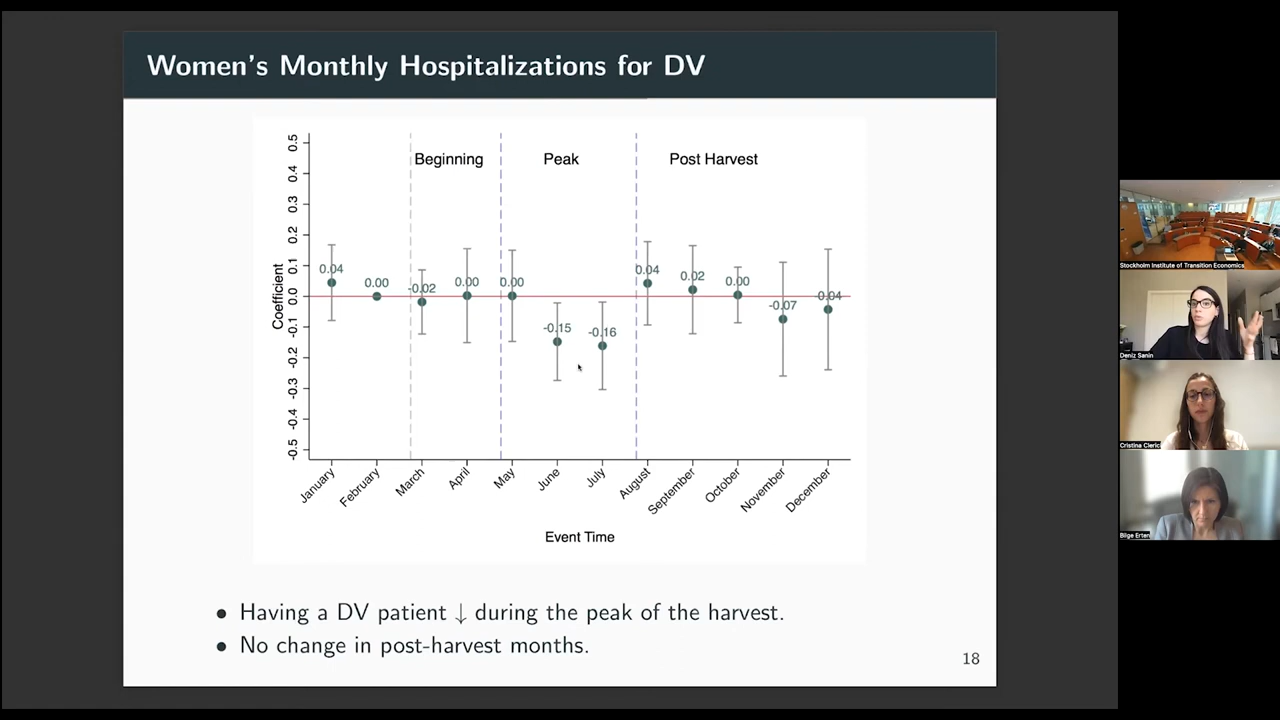 Women's Monthly Hospitalizations for DV
Beginning
Peak
Post Harvest
0.5
0.4
0.3
0.2
0.1
0.0
-0.1
-0.2
-0.3
-0.4
-0.5
Coefficient
0.04
0.00
-0.02
0.00
0.00
-0.15
-0.16
0.04
0.02
0.00
-0.07
-0.04
January
February
March
April
May
June
July
August
September
October
November
December
Event Time
• Having a DV patient ↓ during the peak of the harvest.
• No change in post-harvest months.
18
Stockholm Institute of Transition Economics
Deniz Sanin
Cristina Clerici
Bilge Erten